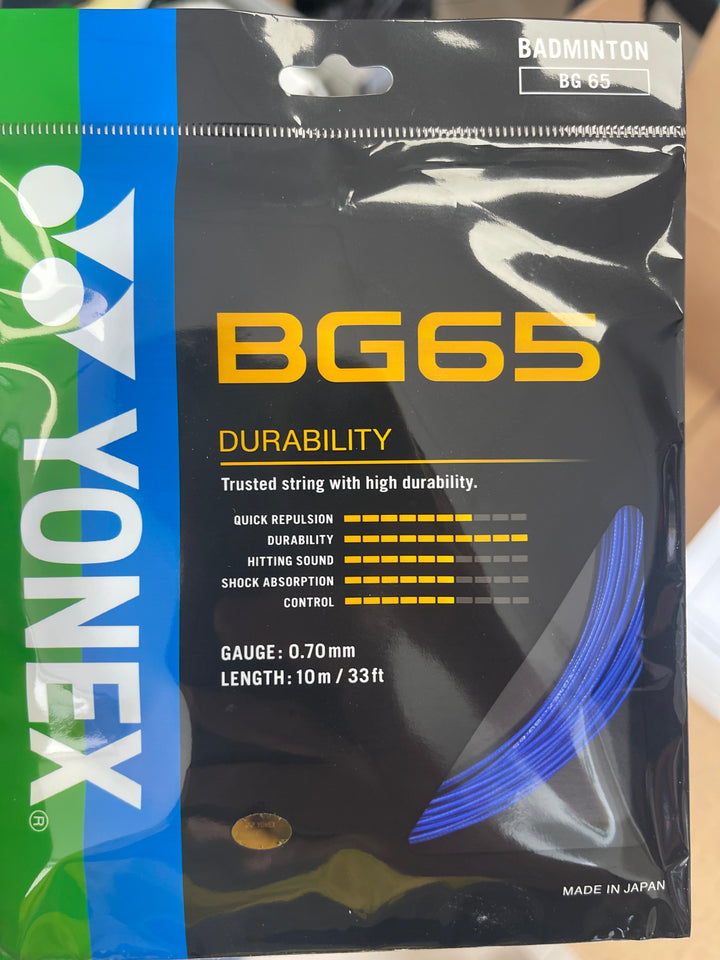 BADMINTON
BG 65
YONEX®
BG65
DURABILITY
Trusted string with high durability.
QUICK REPULSION
DURABILITY
HITTING SOUND
SHOCK ABSORPTION
CONTROL
GAUGE: 0.70mm
LENGTH: 10m / 33ft
YONEX
MADE IN JAPAN